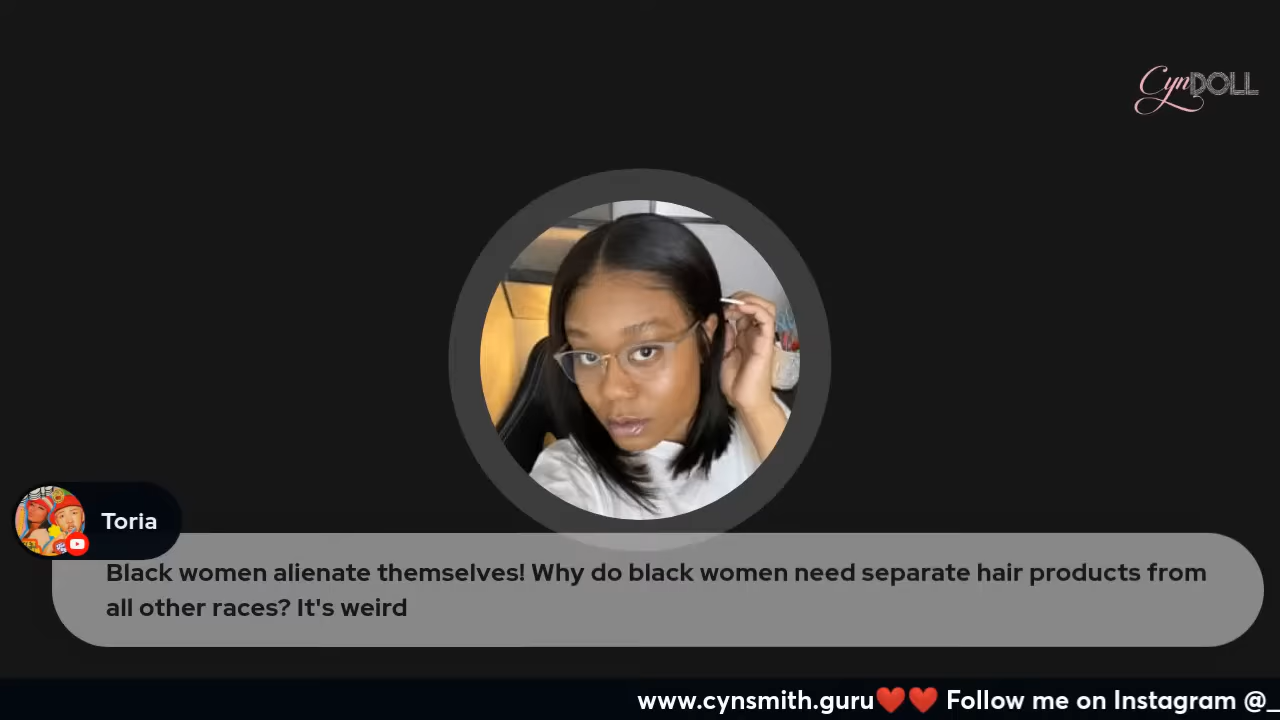 CynDOLL
Toria
Black women alienate themselves! Why do black women need separate hair products from
all other races? It's weird
www.cynsmith.guru❤️❤️ Follow me on Instagram @_